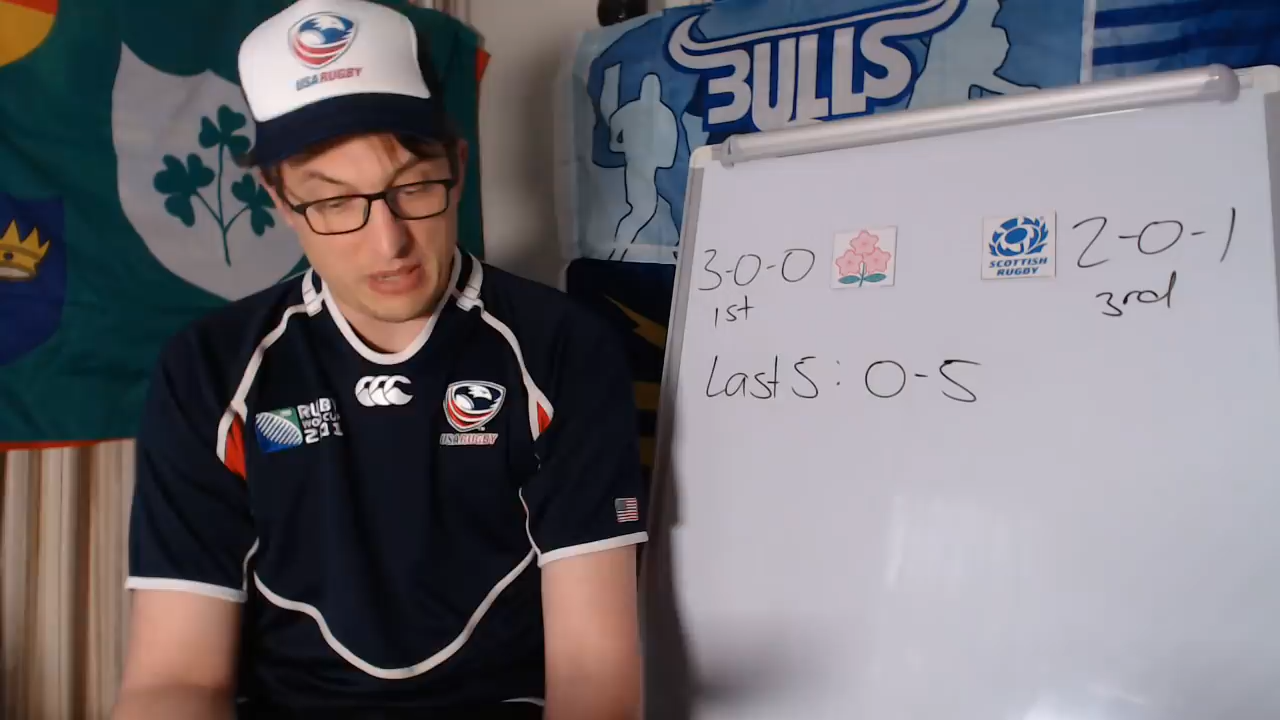 USA RUGBY
BULLS
3-0-0
1st
SCOTTISH
RUGBY
2-0-1
3rd
Last 5: 0-5
CCC
USA RUGBY